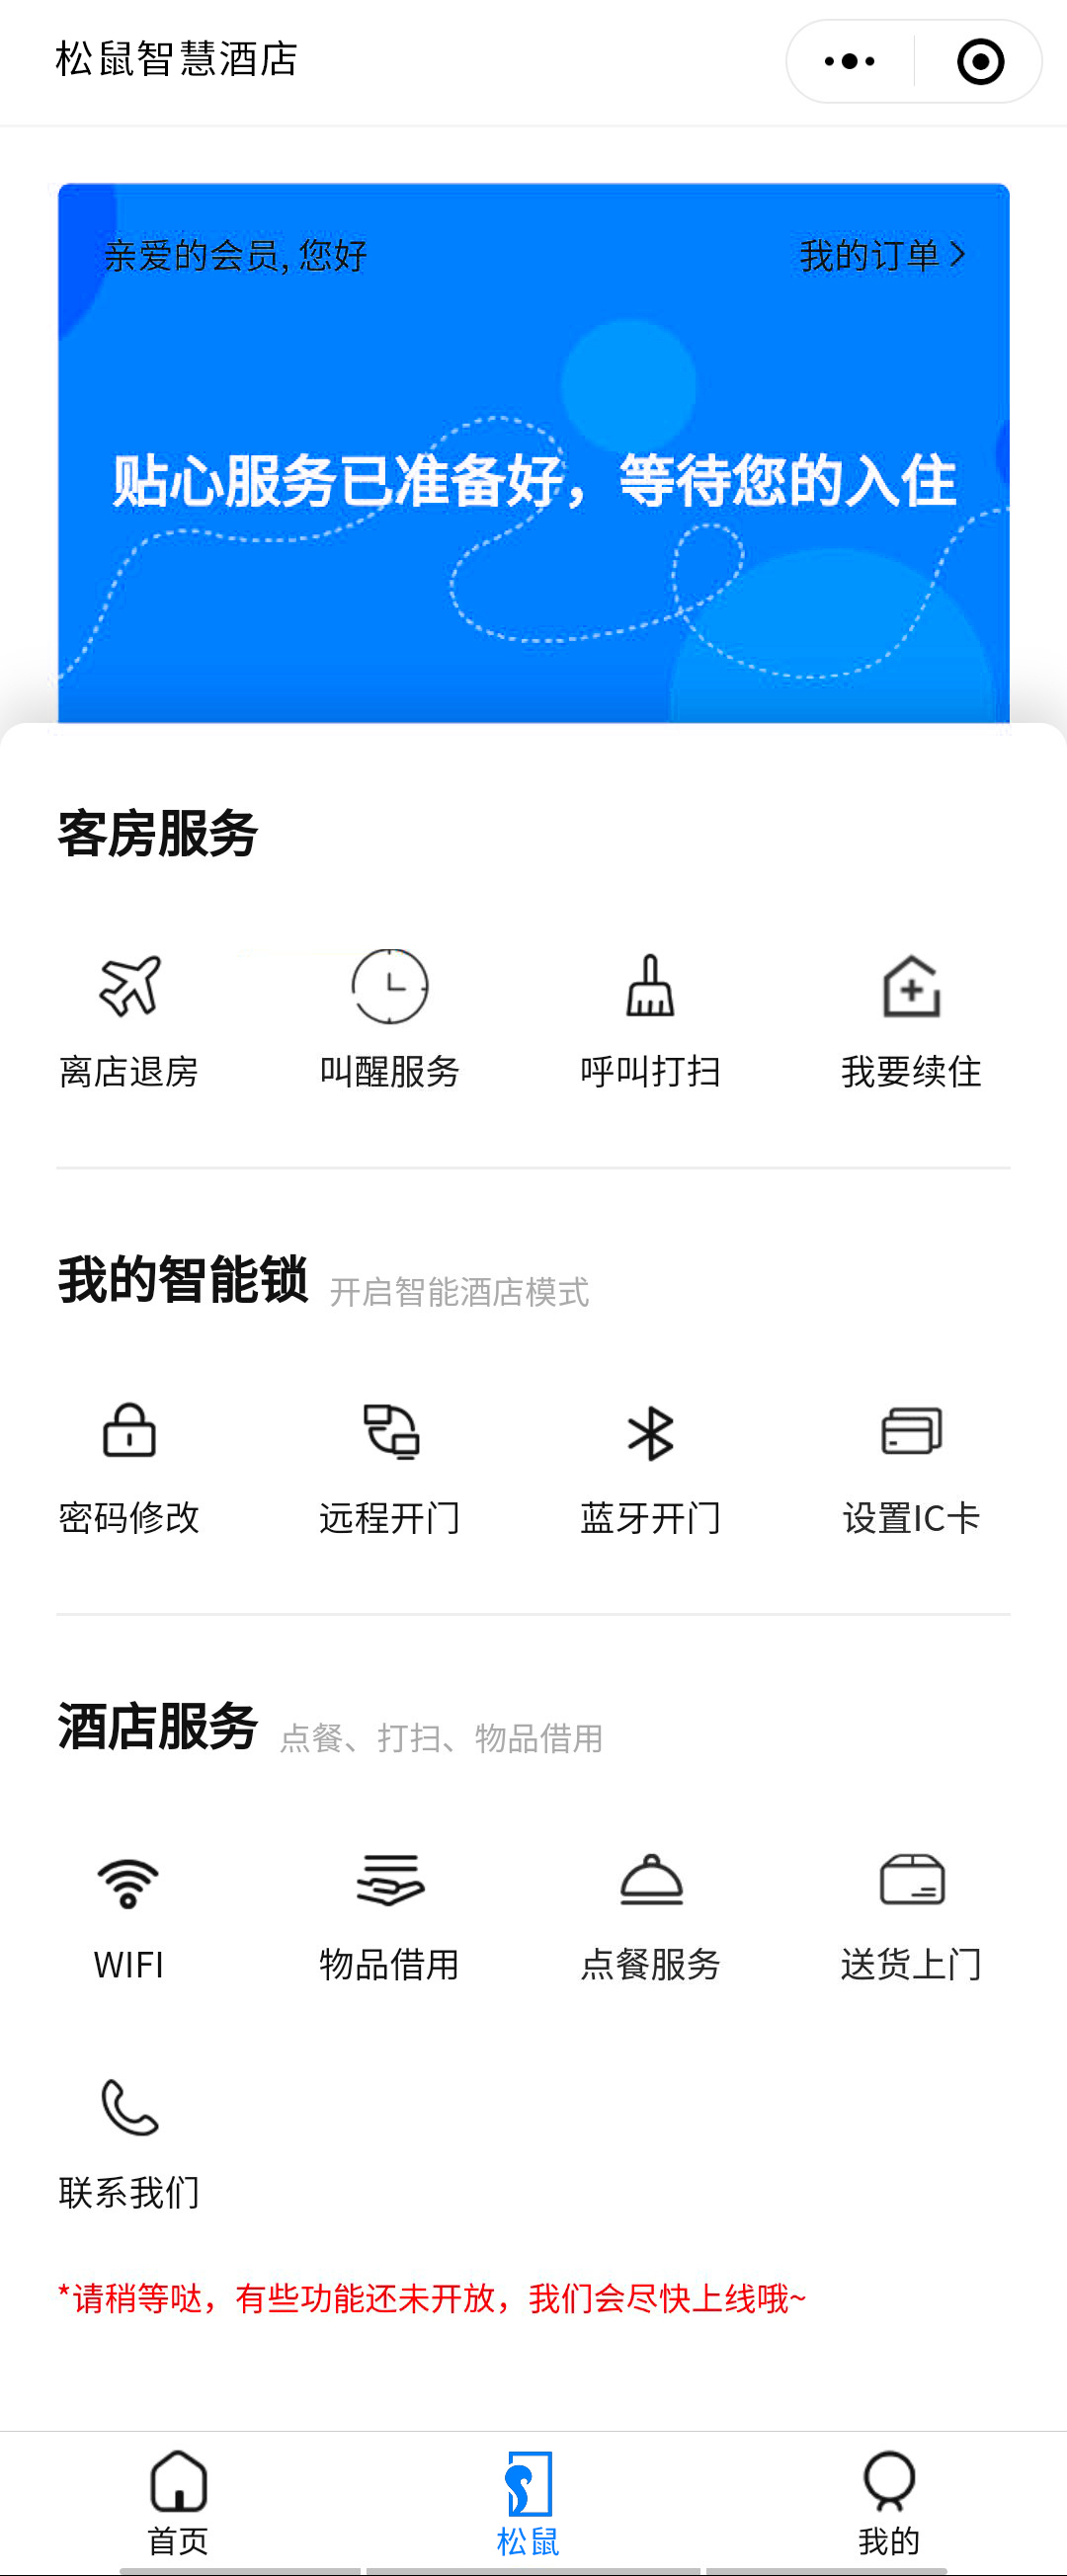 松鼠智慧酒店
亲爱的会员, 您好
我的订单
贴心服务已准备好，等待您的入住
客房服务
离店退房 叫醒服务 呼叫打扫 我要续住
我的智能锁 开启智能酒店模式
密码修改 远程开门 蓝牙开门 设置IC卡
酒店服务 点餐、打扫、物品借用
WIFI 物品借用 点餐服务 送货上门
联系我们
*请稍等哒，有些功能还未开放，我们会尽快上线哦~
首页 松鼠 我的